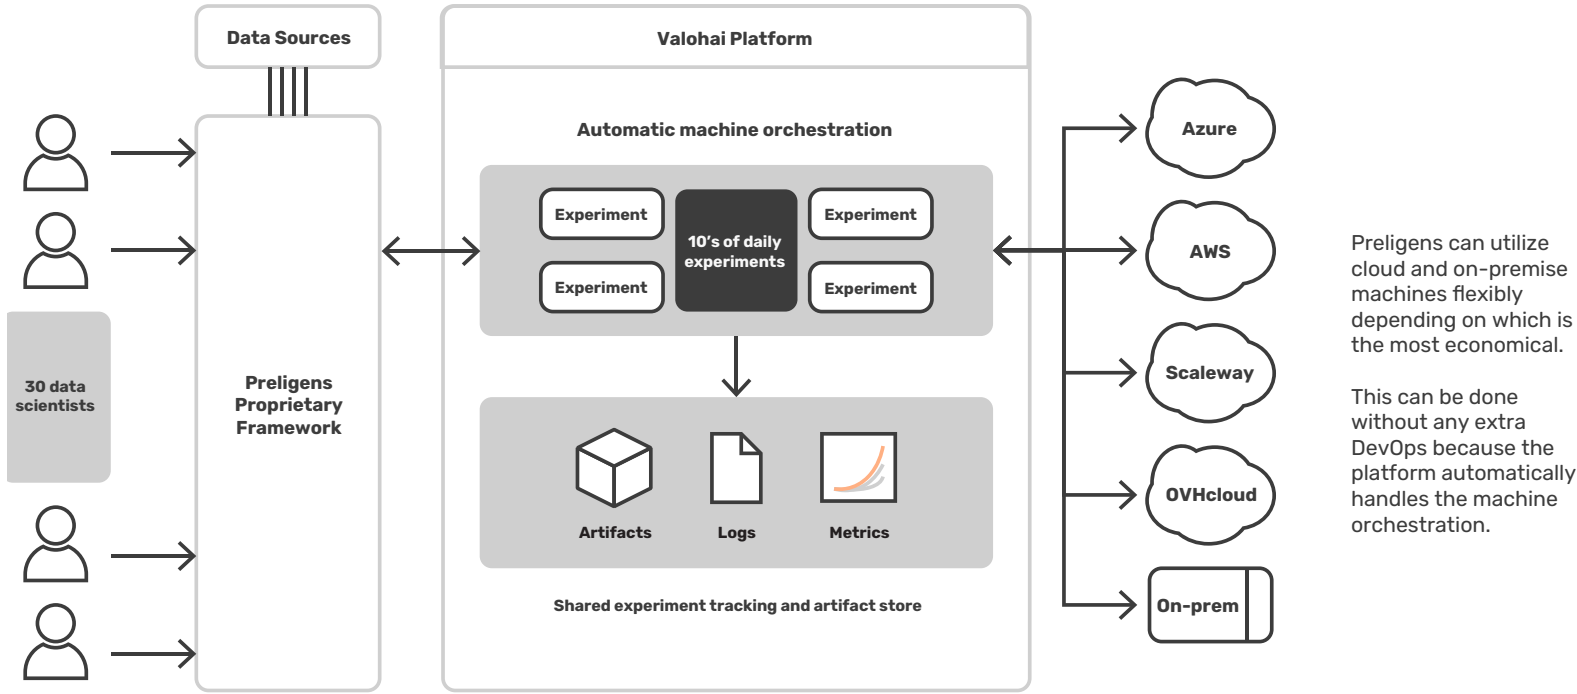 Data Sources
Valohai Platform
Automatic machine orchestration
Experiment
10's of daily
experiments
Experiment
Experiment
Experiment
30 data
scientists
Preligens
Proprietary
Framework
Artifacts
Logs
Metrics
Shared experiment tracking and artifact store
Azure
AWS
Scaleway
OVHcloud
On-prem
Preligens can utilize
cloud and on-premise
machines flexibly
depending on which is
the most economical.
This can be done
without any extra
DevOps because the
platform automatically
handles the machine
orchestration.